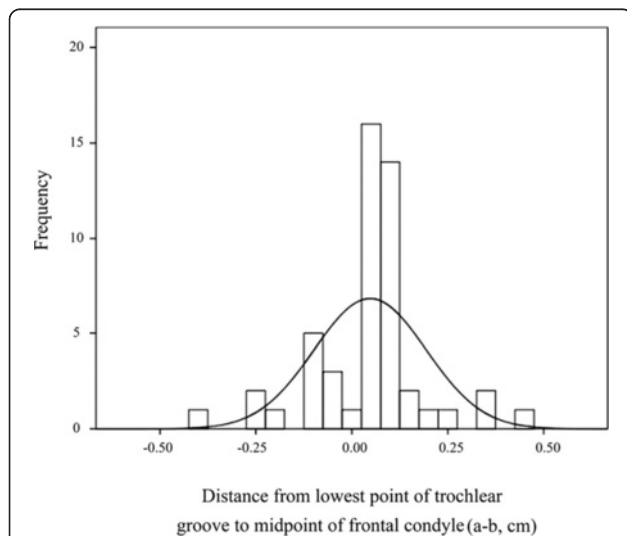 20
15
10
5
0
Frequency
-0.50 -0.25 0.00 0.25 0.50
Distance from lowest point of trochlear
groove to midpoint of frontal condyle (a-b, cm)